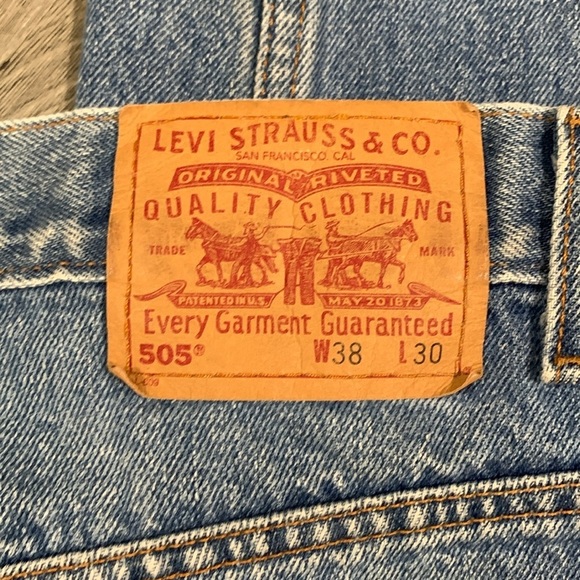 LEVI STRAUSS & CO.
SAN FRANCISCO, CAL
ORIGINAL RIVETED
QUALITY CLOTHING
TRADE MARK
PATENTED IN U.S. MAY 20 1873
Every Garment Guaranteed
505® W38 L30